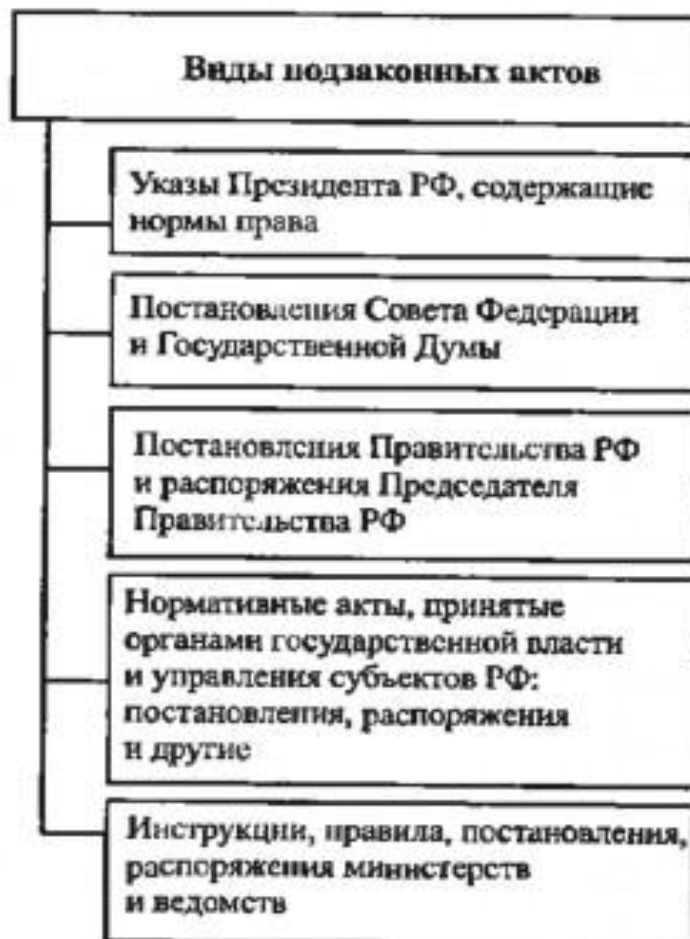 Виды подзаконных актов
Указы Президента РФ, содержащие
нормы права
Постановления Совета Федерации
и Государственной Думы
Постановления Правительства РФ
и распоряжения Председателя
Правительства РФ
Нормативные акты, принятые
органами государственной власти
и управления субъектов РФ:
постановления, распоряжения
и другие
Инструкции, правила, постановления,
распоряжения министерств
и ведомств